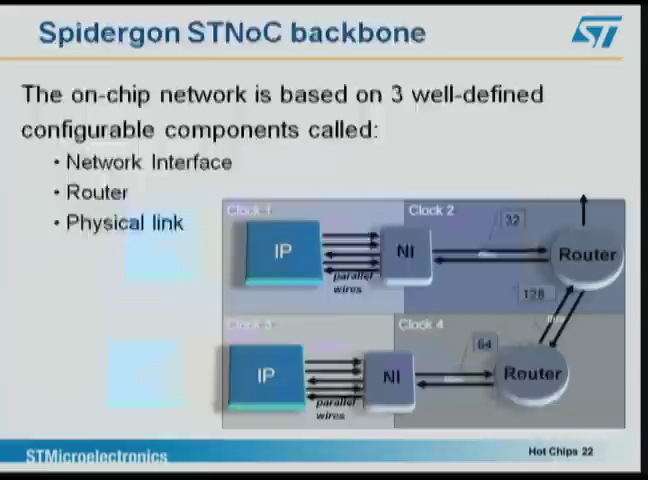 Spidergon STNoC backbone
ST
The on-chip network is based on 3 well-defined
configurable components called:
• Network Interface
• Router
• Physical link
Clock 1
Clock 2
32
IP
NI
Router
parallel
wires
128
Clock 3
Clock 4
64
IP
NI
Router
parallel
wires
STMicroelectronics
Hot Chips 22